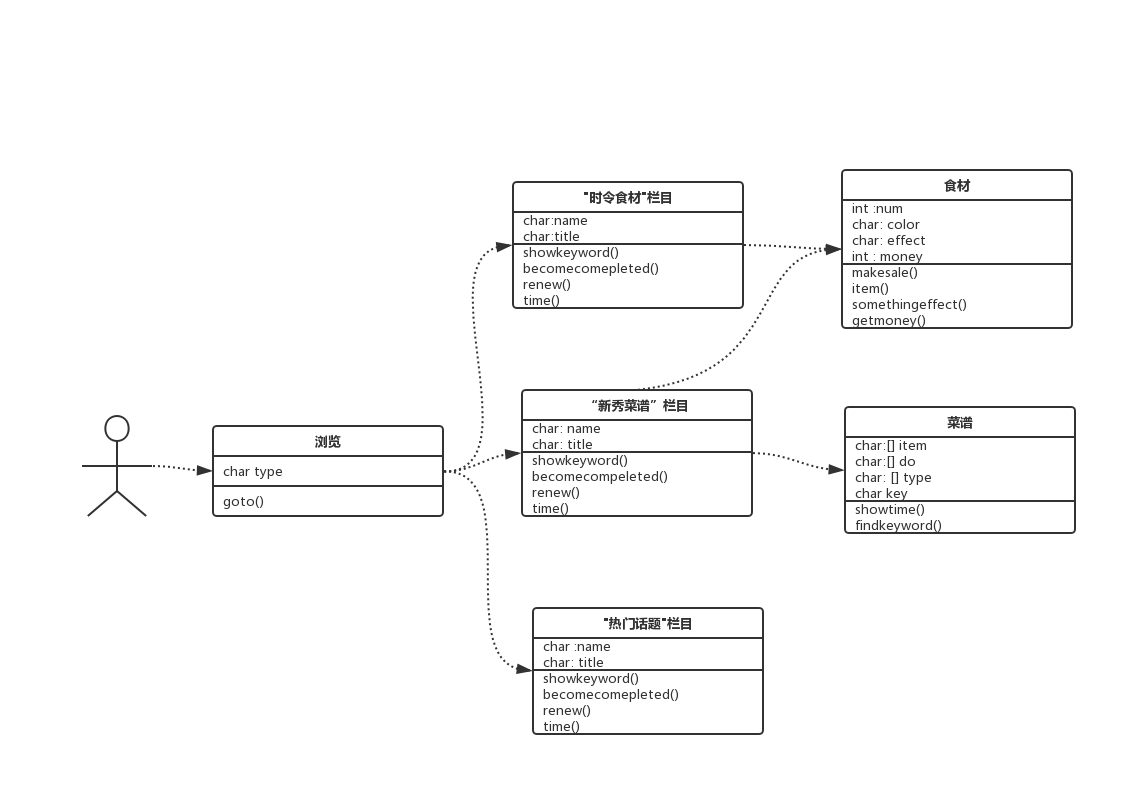 浏览
char type
goto()
"时令食材"栏目
char:name
char:title
showkeyword()
becomecomepleted()
renew()
time()
“新秀菜谱”栏目
char: name
char: title
showkeyword()
becomecompeleted()
renew()
time()
"热门话题"栏目
char :name
char: title
showkeyword()
becomecomepleted()
renew()
time()
食材
int :num
char: color
char: effect
int : money
makesale()
item()
somethingeffect()
getmoney()
菜谱
char:[] item
char:[] do
char: [] type
char key
showtime()
findkeyword()